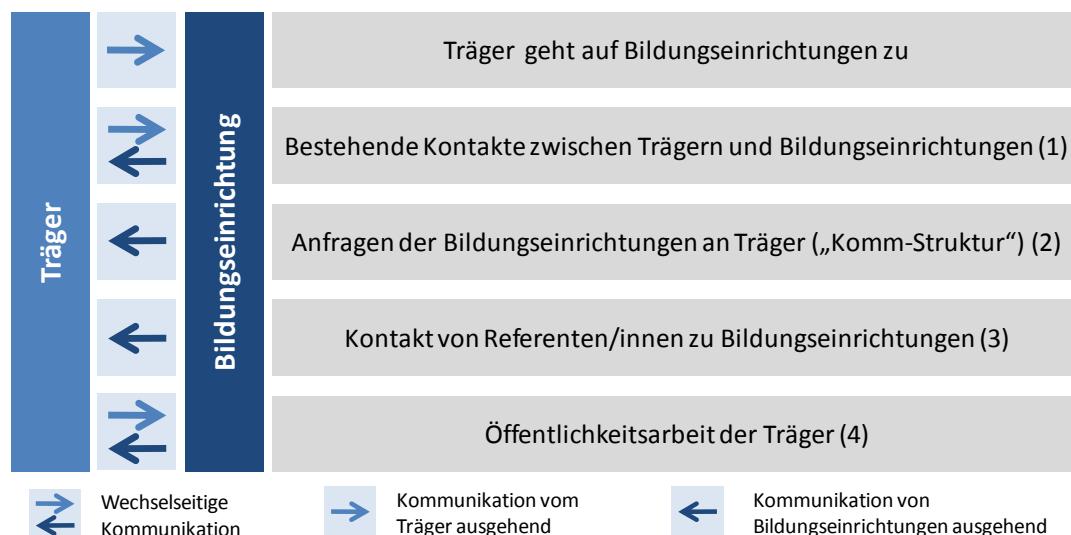 Träger
Bildungseinrichtung
Träger geht auf Bildungseinrichtungen zu
Bestehende Kontakte zwischen Trägern und Bildungseinrichtungen (1)
Anfragen der Bildungseinrichtungen an Träger („Komm-Struktur“) (2)
Kontakt von Referenten/innen zu Bildungseinrichtungen (3)
Öffentlichkeitsarbeit der Träger (4)
Wechselseitige
Kommunikation
Kommunikation vom
Träger ausgehend
Kommunikation von
Bildungseinrichtungen ausgehend